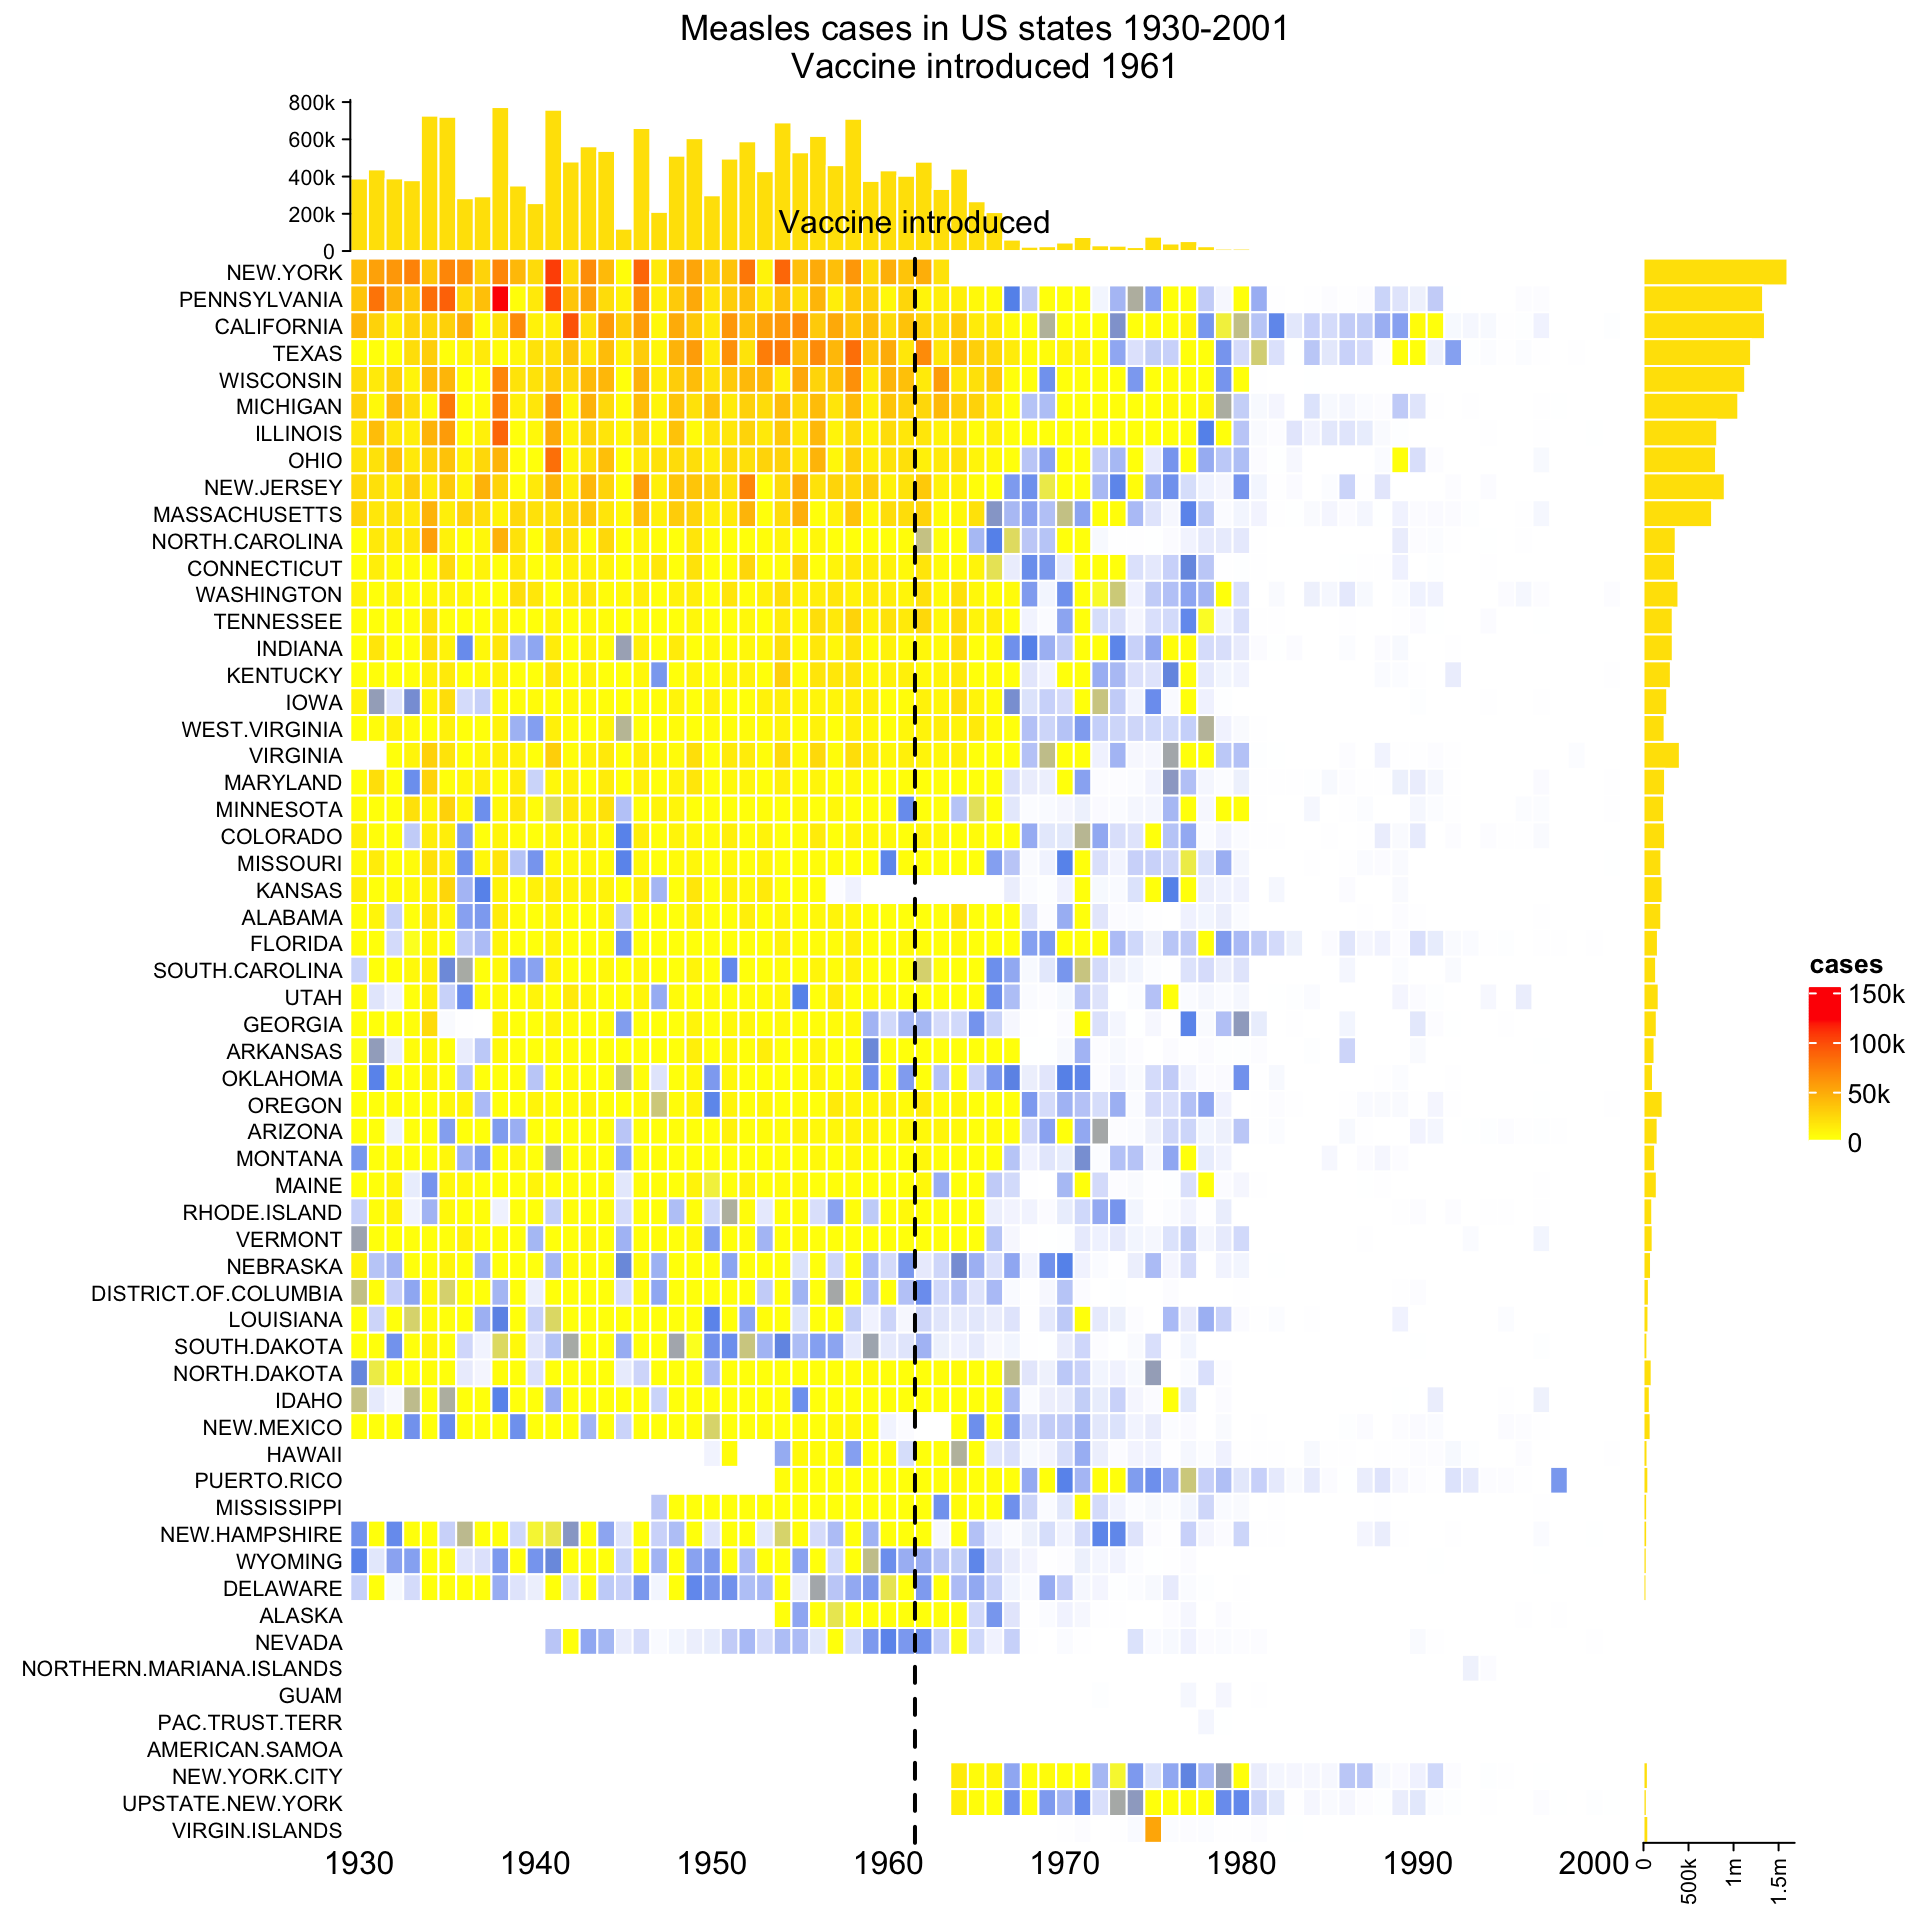 Measles cases in US states 1930-2001
Vaccine introduced 1961
800k
600k
400k
200k
0
Vaccine introduced
NEW.YORK
PENNSYLVANIA
CALIFORNIA
TEXAS
WISCONSIN
MICHIGAN
ILLINOIS
OHIO
NEW.JERSEY
MASSACHUSETTS
NORTH.CAROLINA
CONNECTICUT
WASHINGTON
TENNESSEE
INDIANA
KENTUCKY
IOWA
WEST.VIRGINIA
VIRGINIA
MARYLAND
MINNESOTA
COLORADO
MISSOURI
KANSAS
ALABAMA
FLORIDA
SOUTH.CAROLINA
UTAH
GEORGIA
ARKANSAS
OKLAHOMA
OREGON
ARIZONA
MONTANA
MAINE
RHODE.ISLAND
VERMONT
NEBRASKA
DISTRICT.OF.COLUMBIA
LOUISIANA
SOUTH.DAKOTA
NORTH.DAKOTA
IDAHO
NEW.MEXICO
HAWAII
PUERTO.RICO
MISSISSIPPI
NEW.HAMPSHIRE
WYOMING
DELAWARE
ALASKA
NEVADA
NORTHERN.MARIANA.ISLANDS
GUAM
PAC.TRUST.TERR
AMERICAN.SAMOA
NEW.YORK.CITY
UPSTATE.NEW.YORK
VIRGIN.ISLANDS
1930 1940 1950 1960 1970 1980 1990 2000
0 500k 1m 1.5m
cases
150k
100k
50k
0